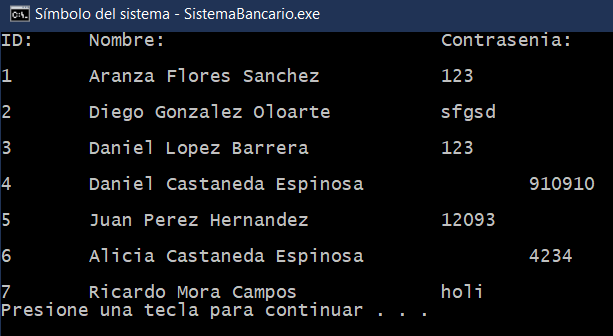 Símbolo del sistema - SistemaBancario.exe
ID: Nombre: Contrasenia:
1 Aranza Flores Sanchez 123
2 Diego Gonzalez Oloarte sfgsd
3 Daniel Lopez Barrera 123
4 Daniel Castaneda Espinosa 910910
5 Juan Perez Hernandez 12093
6 Alicia Castaneda Espinosa 4234
7 Ricardo Mora Campos holi
Presione una tecla para continuar . . .